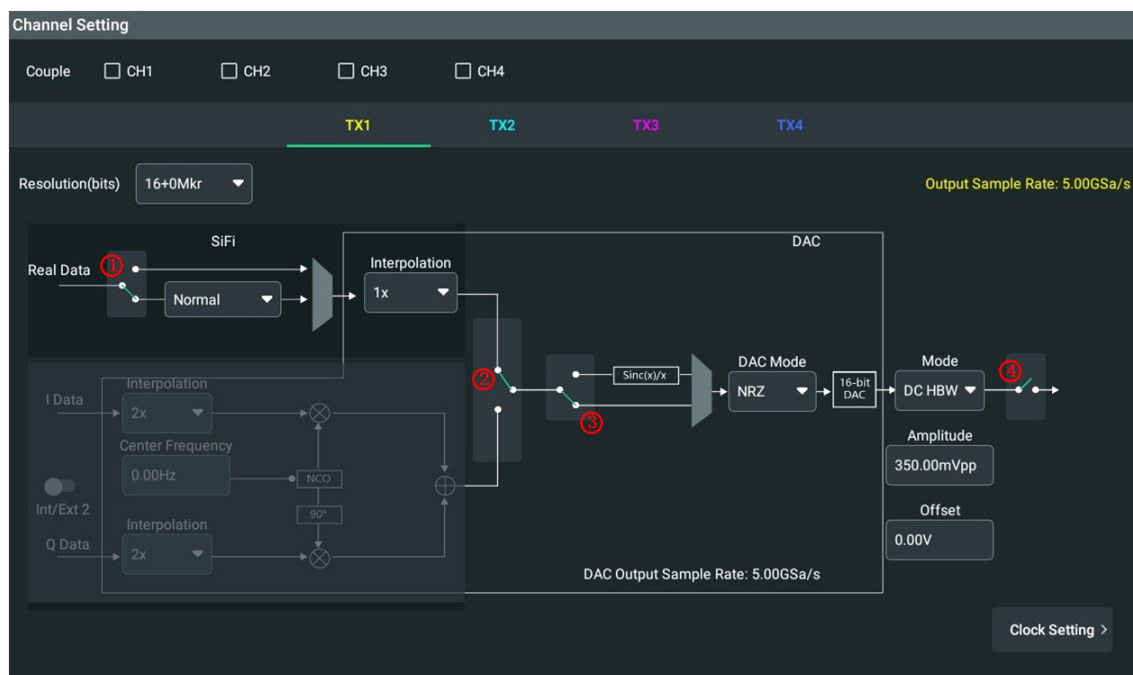 Channel Setting
Couple CH1 CH2 CH3 CH4
TX1 TX2 TX3 TX4
Resolution(bits) 16+0Mkr Output Sample Rate: 5.00GSa/s
SiFi DAC
Real Data ① Interpolation
Normal 1x
②
Sinc(x)/x
③
DAC Mode
NRZ
16-bit
DAC
Mode
DC HBW
④
Amplitude
350.00mVpp
Offset
0.00V
Interpolation
I Data 2x
Center Frequency
0.00Hz NCO
Int/Ext 2 90°
Interpolation
Q Data 2x
DAC Output Sample Rate: 5.00GSa/s
Clock Setting >